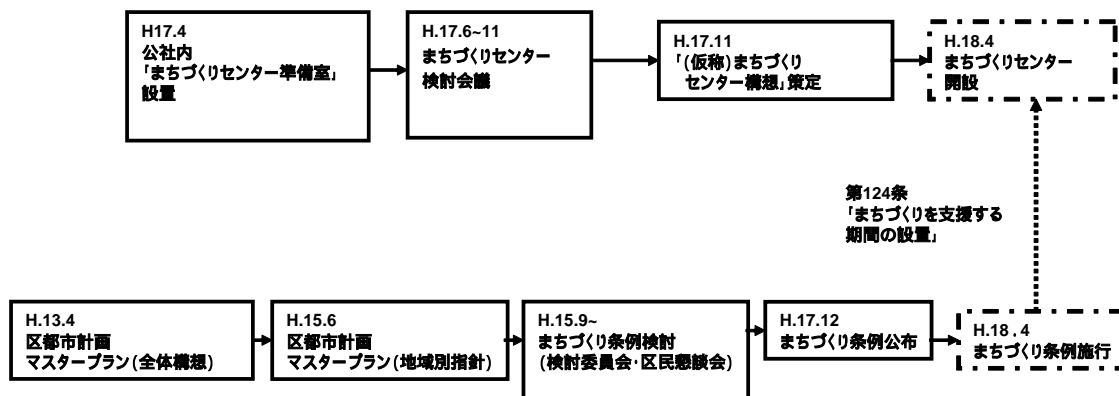 H17.4
公社内
「まちづくりセンター準備室」
設置
H.17.6~11
まちづくりセンター
検討会議
H.17.11
「(仮称)まちづくり
センター構想」策定
H.18.4
まちづくりセンター
開設
第124条
「まちづくりを支援する
期間の設置」
H.13.4
区都市計画
マスタープラン(全体構想)
H.15.6
区都市計画
マスタープラン(地域別指針)
H.15.9~
まちづくり条例検討
(検討委員会・区民懇談会)
H.17.12
まちづくり条例公布
H.18 . 4
まちづくり条例施行